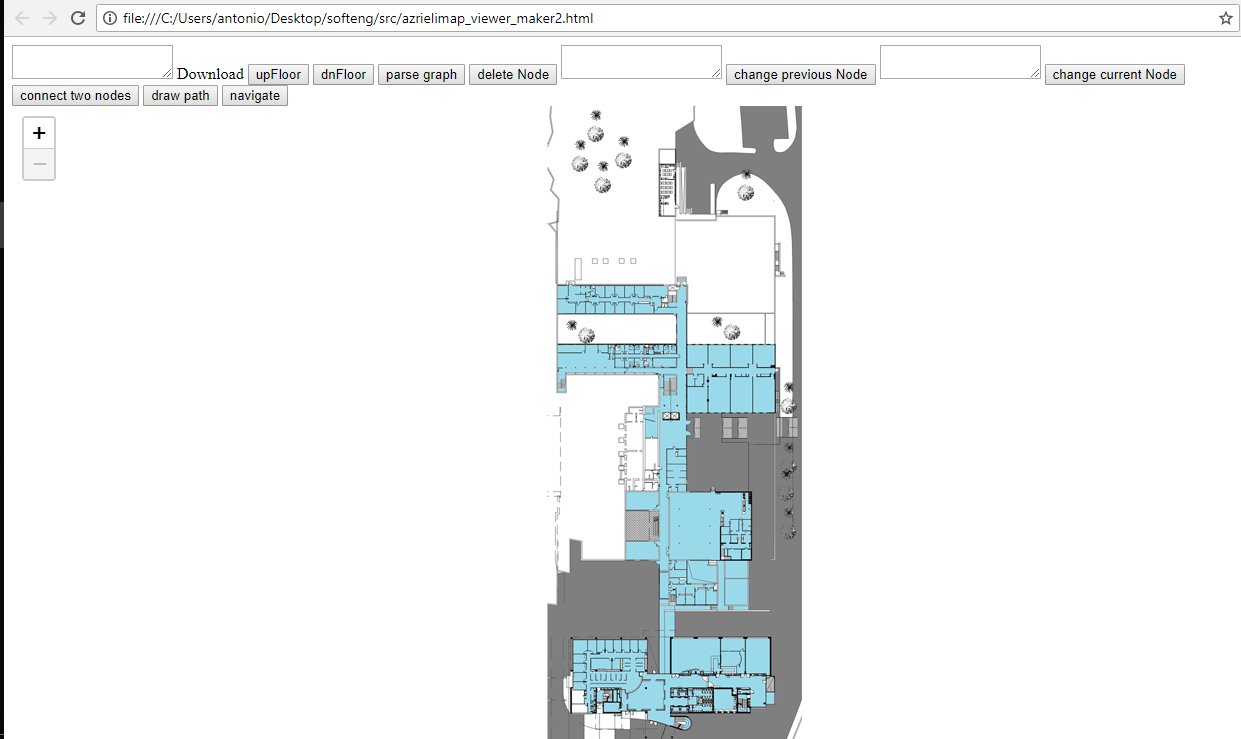 file:///C:/Users/antonio/Desktop/softeng/src/azrielimap_viewer_maker2.html
Download upFloor dnFloor parse graph delete Node change previous Node change current Node
connect two nodes draw path navigate
+
−